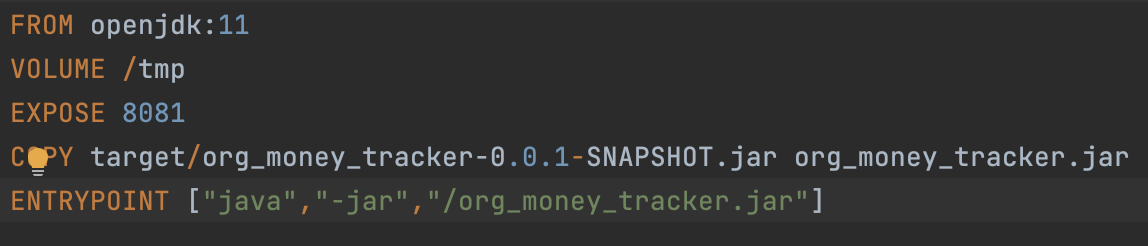 FROM openjdk:11
VOLUME /tmp
EXPOSE 8081
COPY target/org_money_tracker-0.0.1-SNAPSHOT.jar org_money_tracker.jar
ENTRYPOINT ["java","-jar","/org_money_tracker.jar"]